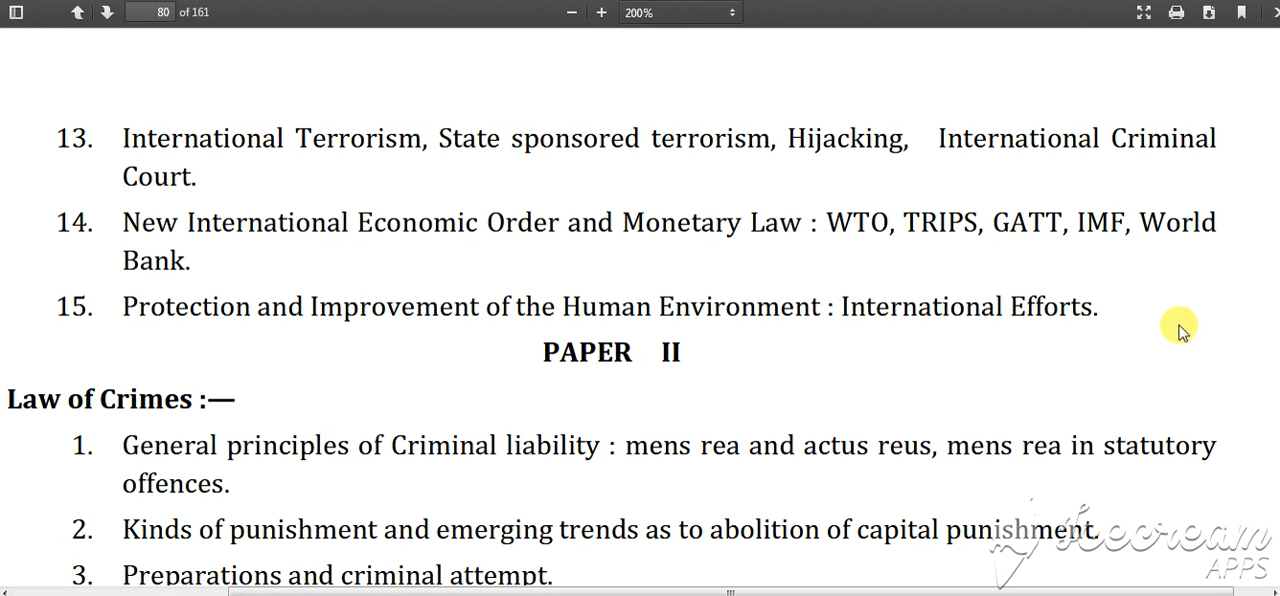 80 of 161
200%
13. International Terrorism, State sponsored terrorism, Hijacking, International Criminal
Court.
14. New International Economic Order and Monetary Law : WTO, TRIPS, GATT, IMF, World
Bank.
15. Protection and Improvement of the Human Environment : International Efforts.
PAPER II
Law of Crimes :—
1. General principles of Criminal liability : mens rea and actus reus, mens rea in statutory
offences.
2. Kinds of punishment and emerging trends as to abolition of capital punishment.
3. Preparations and criminal attempt.
Icecream
APPS